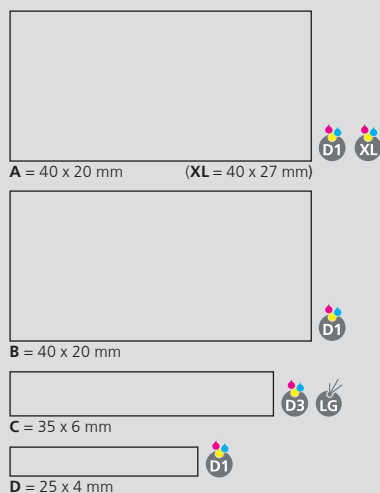 D1 XL
A = 40 x 20 mm (XL = 40 x 27 mm)
D1
B = 40 x 20 mm
D3 LG
C = 35 x 6 mm
D1
D = 25 x 4 mm